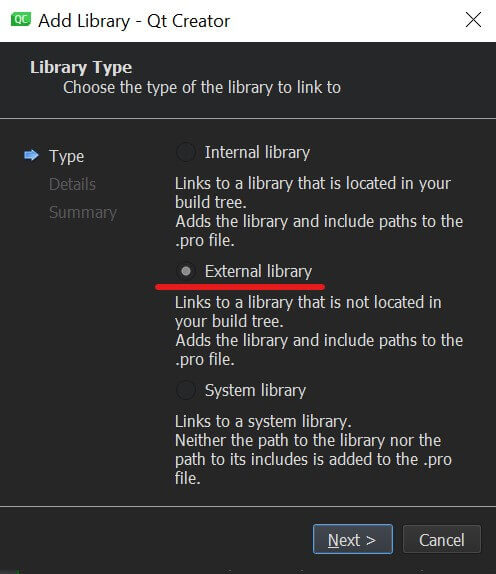 QC Add Library - Qt Creator
Library Type
Choose the type of the library to link to
Type
Details
Summary
Internal library
Links to a library that is located in your
build tree.
Adds the library and include paths to the
.pro file.
External library
Links to a library that is not located in
your build tree.
Adds the library and include paths to the
.pro file.
System library
Links to a system library.
Neither the path to the library nor the
path to its includes is added to the .pro
file.
Next > Cancel